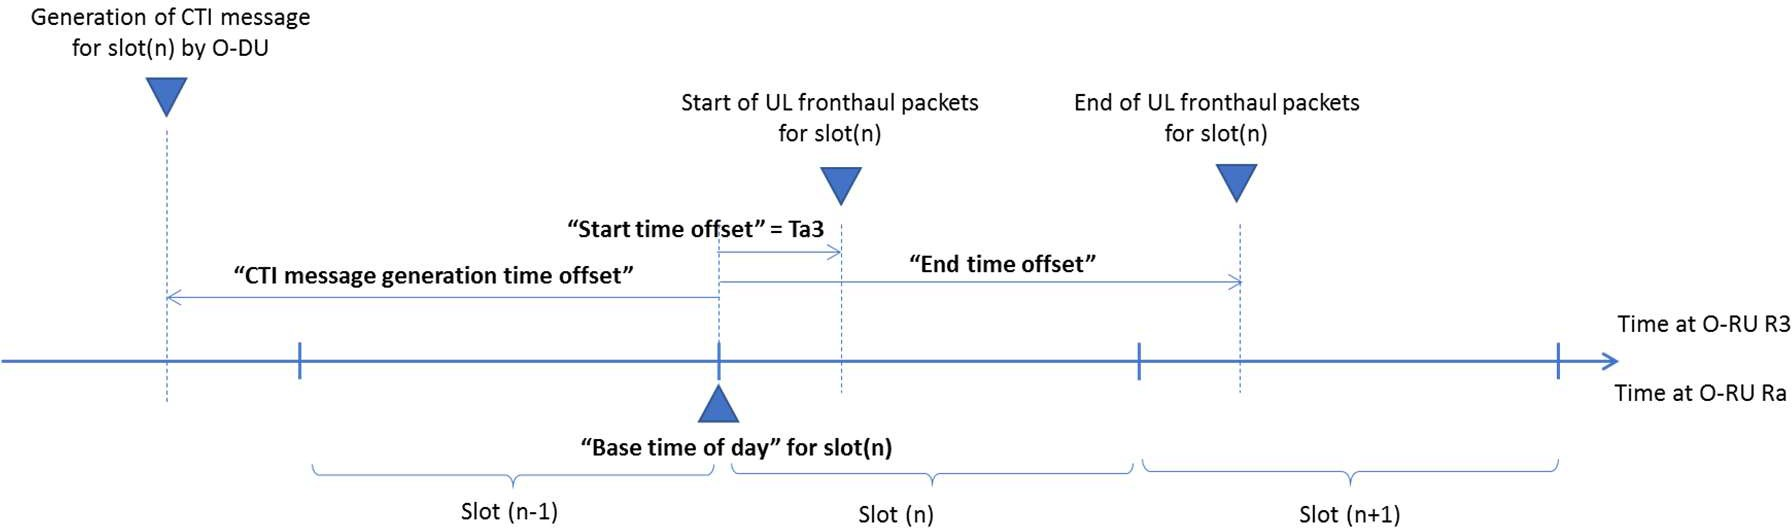 Generation of CTI message
for slot(n) by O-DU
Start of UL fronthaul packets
for slot(n)
End of UL fronthaul packets
for slot(n)
“Start time offset” = Ta3
“CTI message generation time offset”
“End time offset”
Time at O-RU R3
Time at O-RU Ra
“Base time of day” for slot(n)
Slot (n-1)
Slot (n)
Slot (n+1)